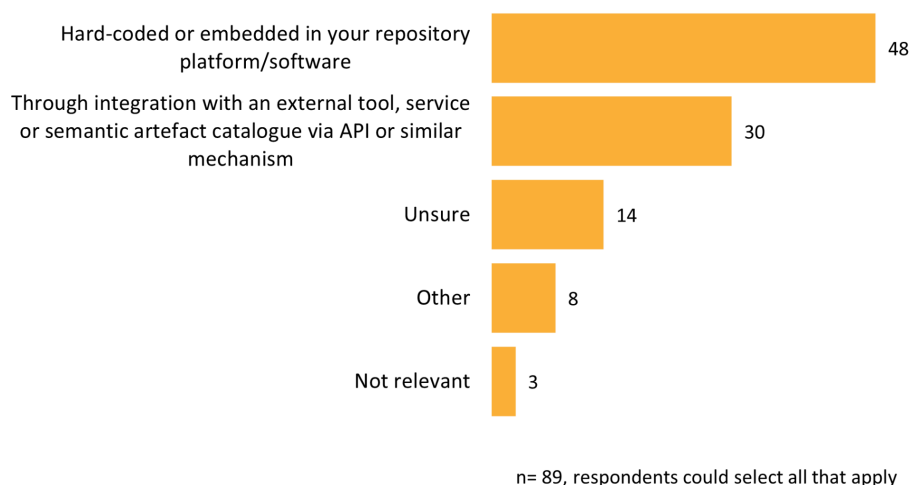 Hard-coded or embedded in your repository
platform/software
48
Through integration with an external tool, service
or semantic artefact catalogue via API or similar
mechanism
30
Unsure
14
Other
8
Not relevant
3
n= 89, respondents could select all that apply